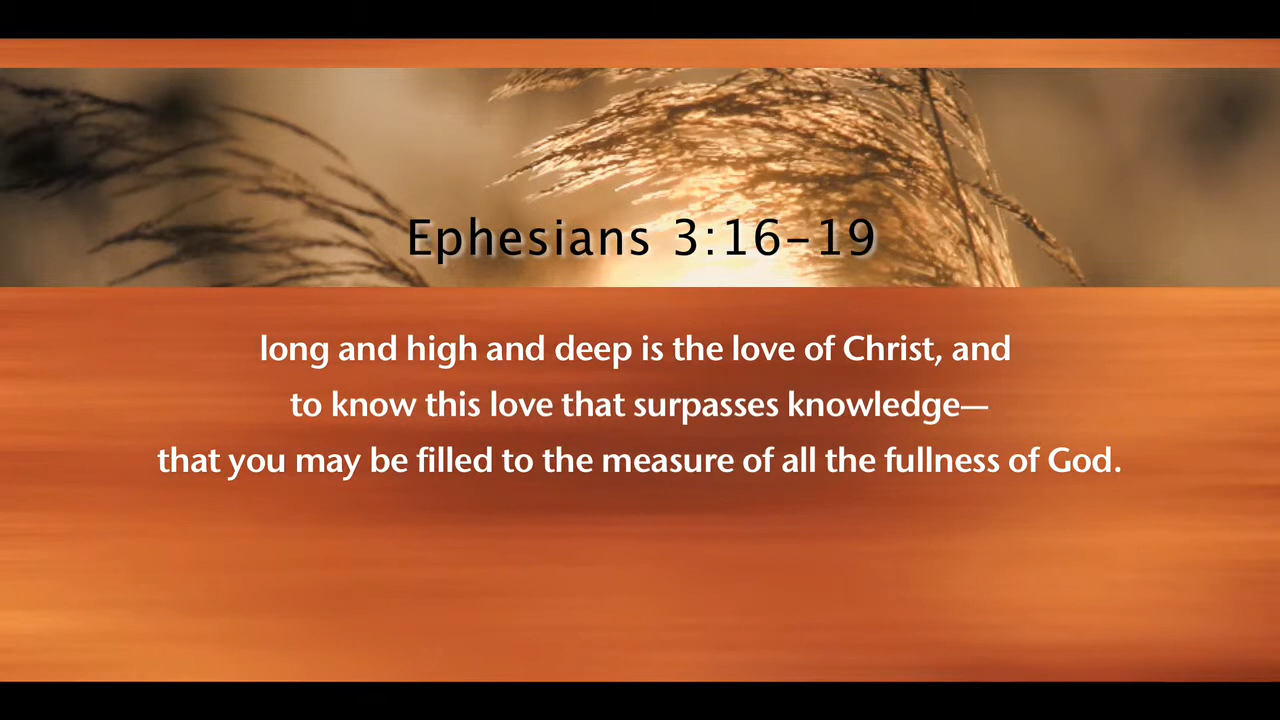 Ephesians 3:16–19
long and high and deep is the love of Christ, and
to know this love that surpasses knowledge—
that you may be filled to the measure of all the fullness of God.